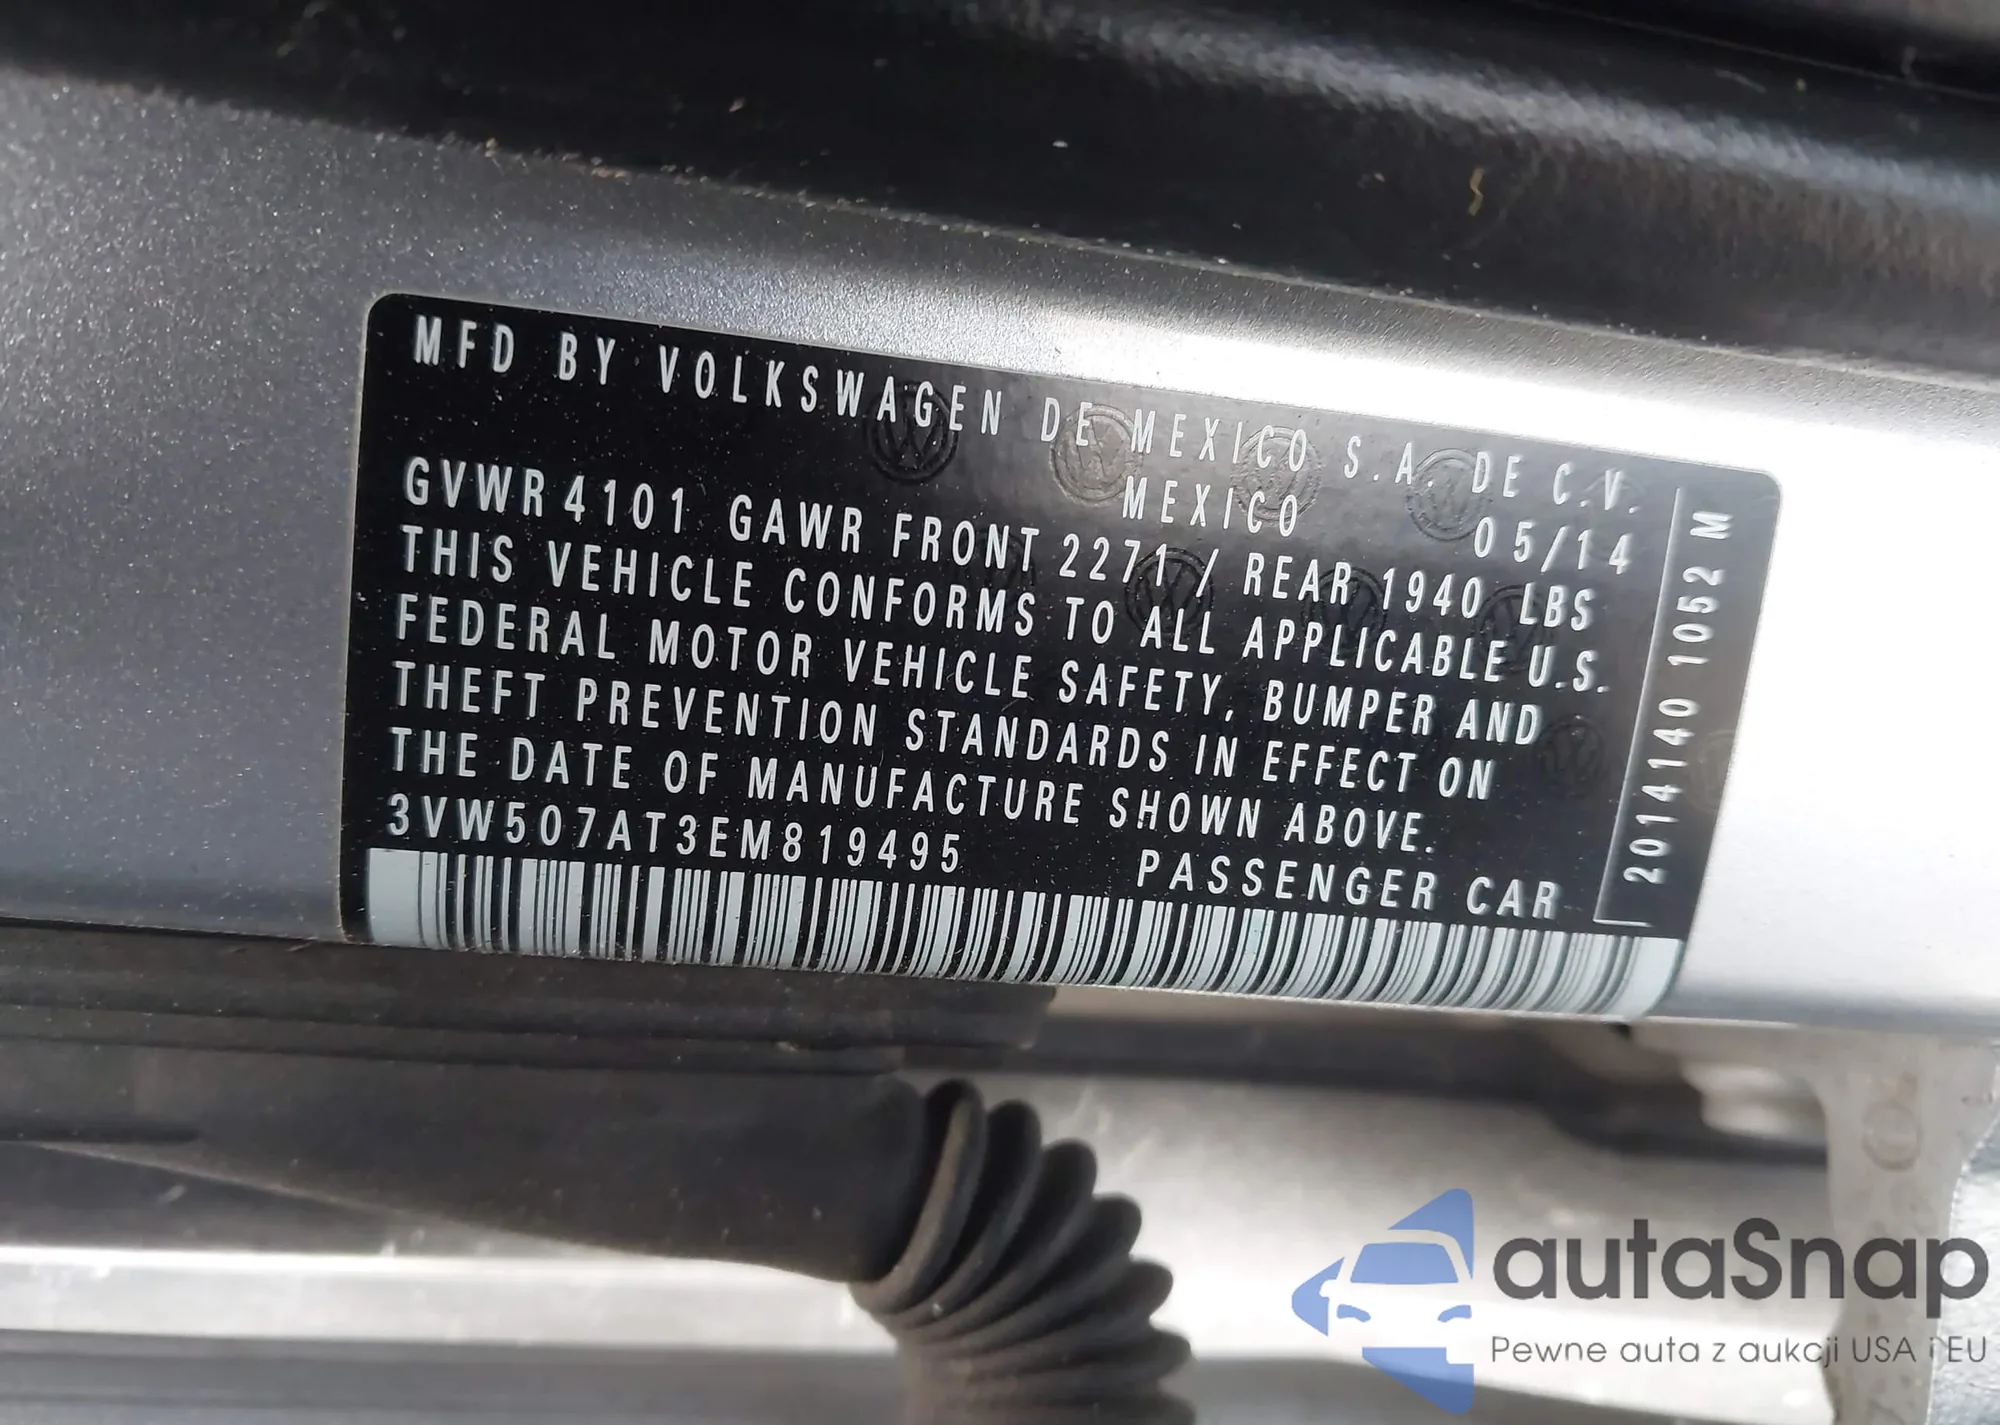 MFD BY VOLKSWAGEN DE MEXICO S.A. DE C.V.
MEXICO 05/14
GVWR 4101 GAWR FRONT 2271 / REAR 1940 LBS
THIS VEHICLE CONFORMS TO ALL APPLICABLE U.S.
FEDERAL MOTOR VEHICLE SAFETY, BUMPER AND
THEFT PREVENTION STANDARDS IN EFFECT ON
THE DATE OF MANUFACTURE SHOWN ABOVE.
3VW507AT3EM819495 PASSENGER CAR
2014140 1052 M
autaSnap
Pewne auta z aukcji USA i EU